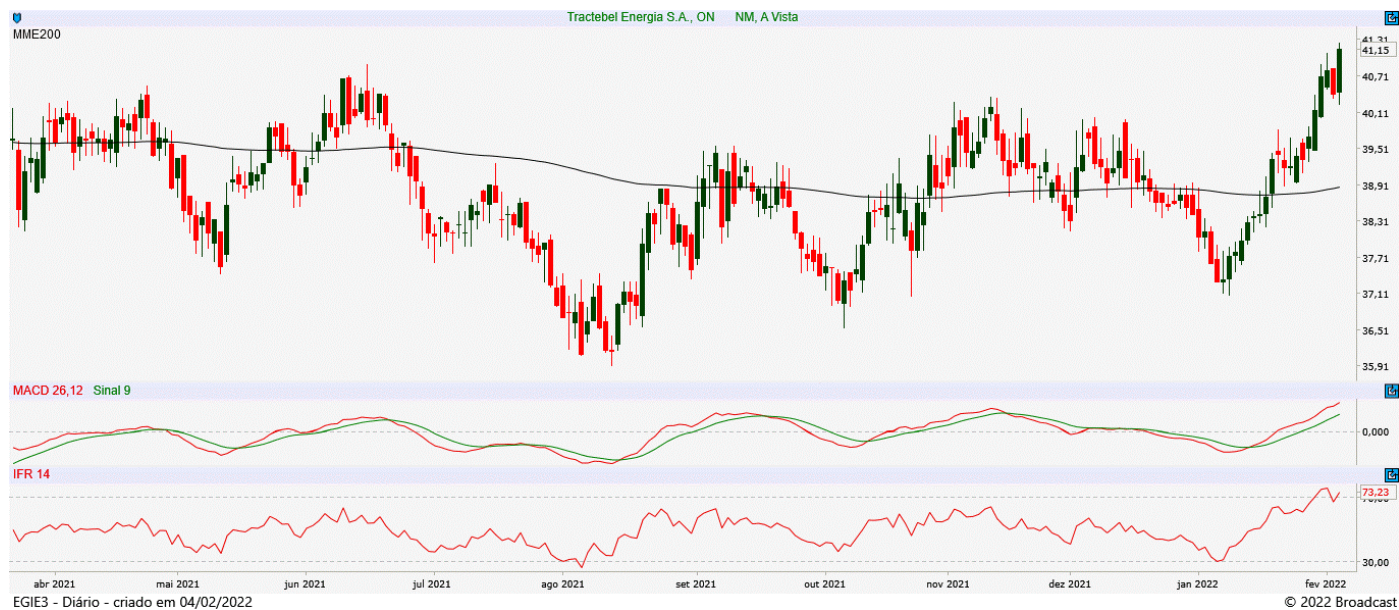 Tractebel Energia S.A., ON NM, A Vista
MME200
41,31
41,15
40,71
40,11
39,51
38,91
38,31
37,71
37,11
36,51
35,91
MACD 26,12 Sinal 9
0,000
IFR 14
73,23
30,00
abr 2021 mai 2021 jun 2021 jul 2021 ago 2021 set 2021 out 2021 nov 2021 dez 2021 jan 2022 fev 2022
EGIE3 - Diário - criado em 04/02/2022 © 2022 Broadcast